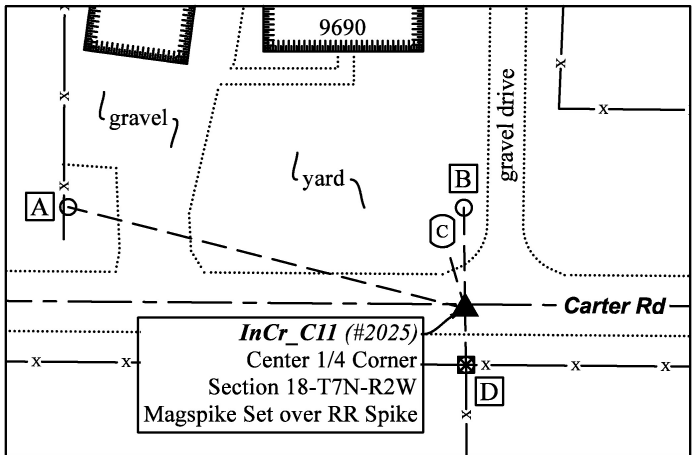 9690
gravel
yard
gravel drive
A
B
C
Carter Rd
InCr_C11 (#2025)
Center 1/4 Corner
Section 18-T7N-R2W
Magspike Set over RR Spike
D
x
x
x
x
x
x
x
x
x
x